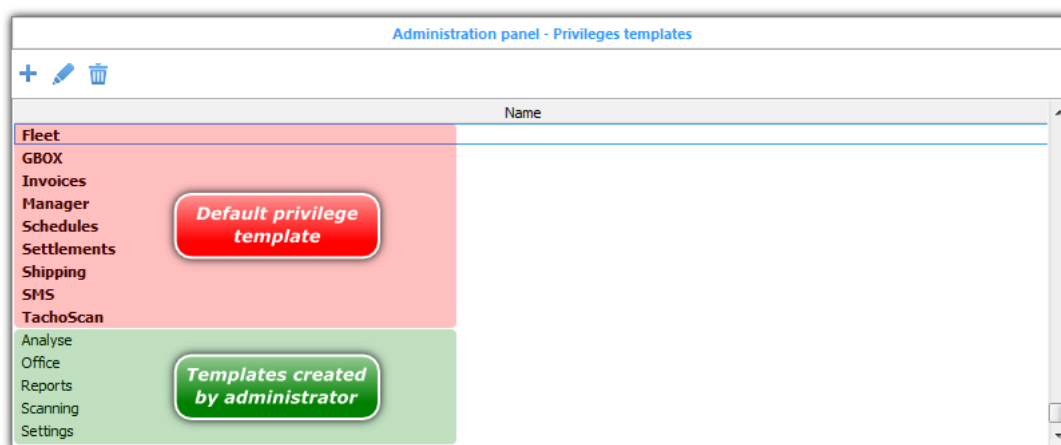 Administration panel - Privileges templates
Name
Fleet
GBOX
Invoices
Manager
Schedules
Settlements
Shipping
SMS
TachoScan
Default privilege
template
Analyse
Office
Reports
Scanning
Settings
Templates created
by administrator